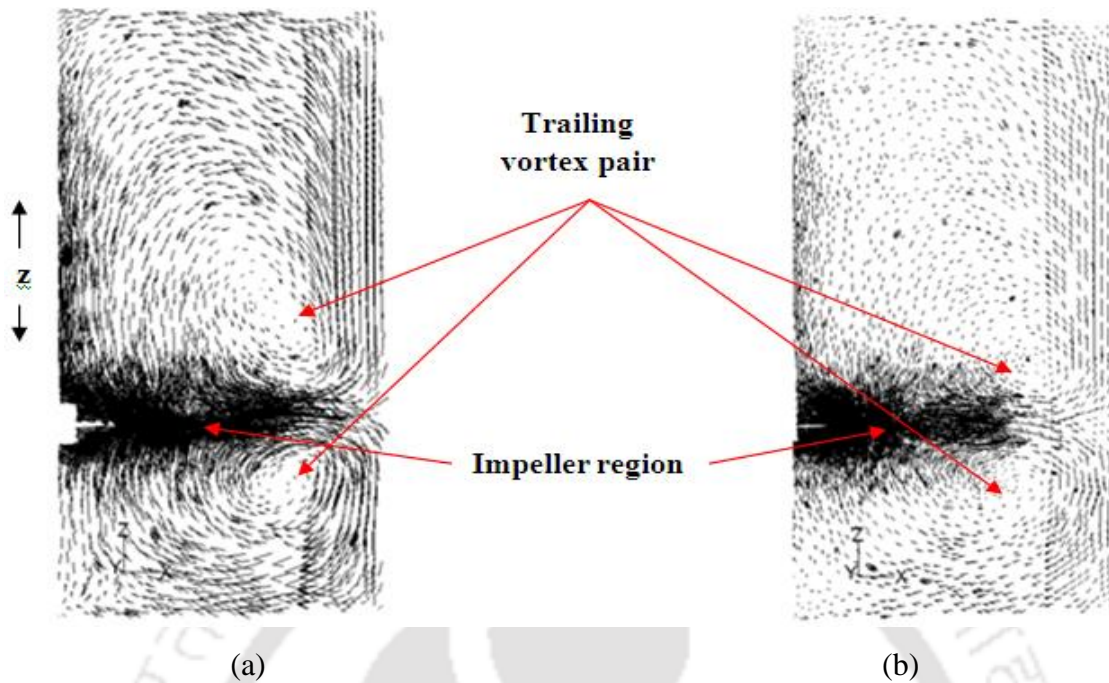 Trailing
vortex pair
z
Impeller region
Z
Y
X
Z
Y
X
(a)
(b)